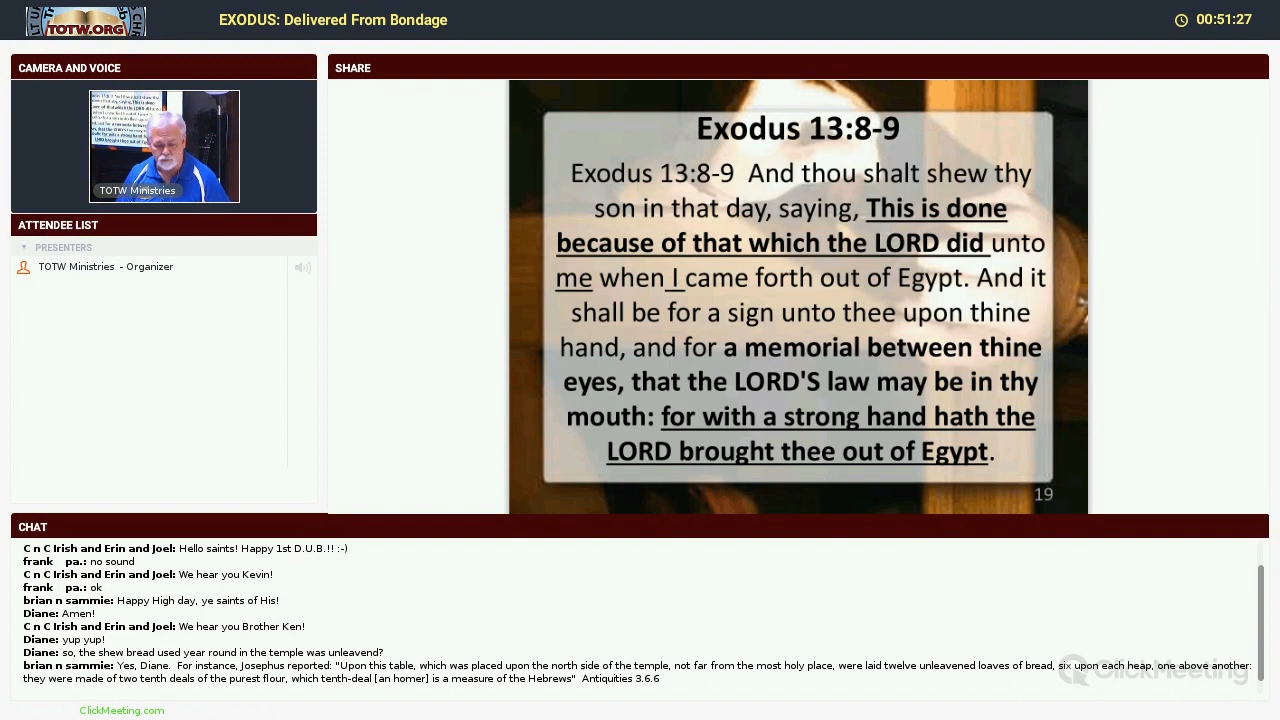 TOTW.ORG
EXODUS: Delivered From Bondage
00:51:27
CAMERA AND VOICE
TOTW Ministries
ATTENDEE LIST
PRESENTERS
TOTW Ministries - Organizer
SHARE
Exodus 13:8-9
Exodus 13:8-9 And thou shalt shew thy
son in that day, saying, This is done
because of that which the LORD did unto
me when I came forth out of Egypt. And it
shall be for a sign unto thee upon thine
hand, and for a memorial between thine
eyes, that the LORD'S law may be in thy
mouth: for with a strong hand hath the
LORD brought thee out of Egypt.
19
CHAT
C n C Irish and Erin and Joel: Hello saints! Happy 1st D.U.B.!! :-)
frank pa.: no sound
C n C Irish and Erin and Joel: We hear you Kevin!
frank pa.: ok
brian n sammie: Happy High day, ye saints of His!
Diane: Amen!
C n C Irish and Erin and Joel: We hear you Brother Ken!
Diane: yup yup!
Diane: so, the shew bread used year round in the temple was unleavend?
brian n sammie: Yes, Diane. For instance, Josephus reported: "Upon this table, which was placed upon the north side of the temple, not far from the most holy place, were laid twelve unleavened loaves of bread, six upon each heap, one above another:
they were made of two tenth deals of the purest flour, which tenth-deal [an homer] is a measure of the Hebrews" Antiquities 3.6.6
ClickMeeting
ClickMeeting.com